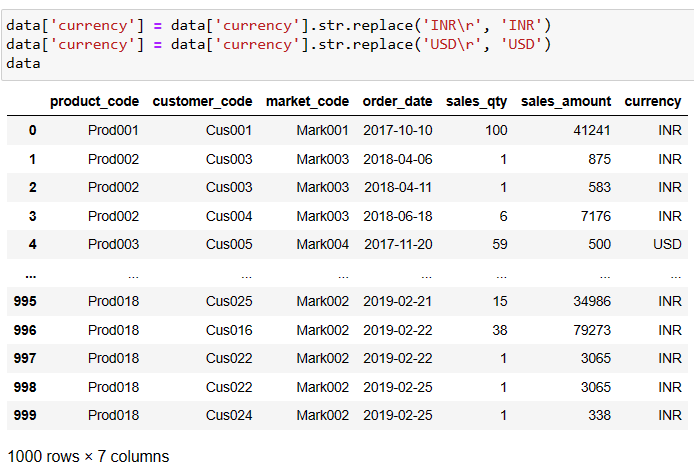 data['currency'] = data['currency'].str.replace('INR\r', 'INR')
data['currency'] = data['currency'].str.replace('USD\r', 'USD')
data
product_code customer_code market_code order_date sales_qty sales_amount currency
0 Prod001 Cus001 Mark001 2017-10-10 100 41241 INR
1 Prod002 Cus003 Mark003 2018-04-06 1 875 INR
2 Prod002 Cus003 Mark003 2018-04-11 1 583 INR
3 Prod002 Cus004 Mark003 2018-06-18 6 7176 INR
4 Prod003 Cus005 Mark004 2017-11-20 59 500 USD
... ... ... ... ... ... ... ...
995 Prod018 Cus025 Mark002 2019-02-21 15 34986 INR
996 Prod018 Cus016 Mark002 2019-02-22 38 79273 INR
997 Prod018 Cus022 Mark002 2019-02-22 1 3065 INR
998 Prod018 Cus022 Mark002 2019-02-25 1 3065 INR
999 Prod018 Cus024 Mark002 2019-02-25 1 338 INR
1000 rows × 7 columns